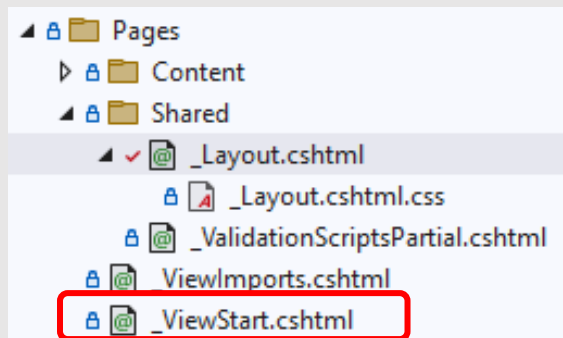 Pages
Content
Shared
_Layout.cshtml
_Layout.cshtml.css
_ValidationScriptsPartial.cshtml
_ViewImports.cshtml
_ViewStart.cshtml